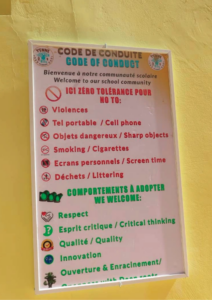 CODE DE CONDUITE
CODE OF CONDUCT
Bienvenue à notre communauté scolaire
Welcome to our school community
ICI ZÉRO TOLÉRANCE POUR
NO TO:
Violences
Tel portable / Cell phone
Objets dangereux / Sharp objects
Smoking / Cigarettes
Ecrans personnels / Screen time
Déchets / Littering
COMPORTEMENTS À ADOPTER
WE WELCOME:
Respect
Esprit critique / Critical thinking
Qualité / Quality
Innovation
Ouverture & Enracinement/